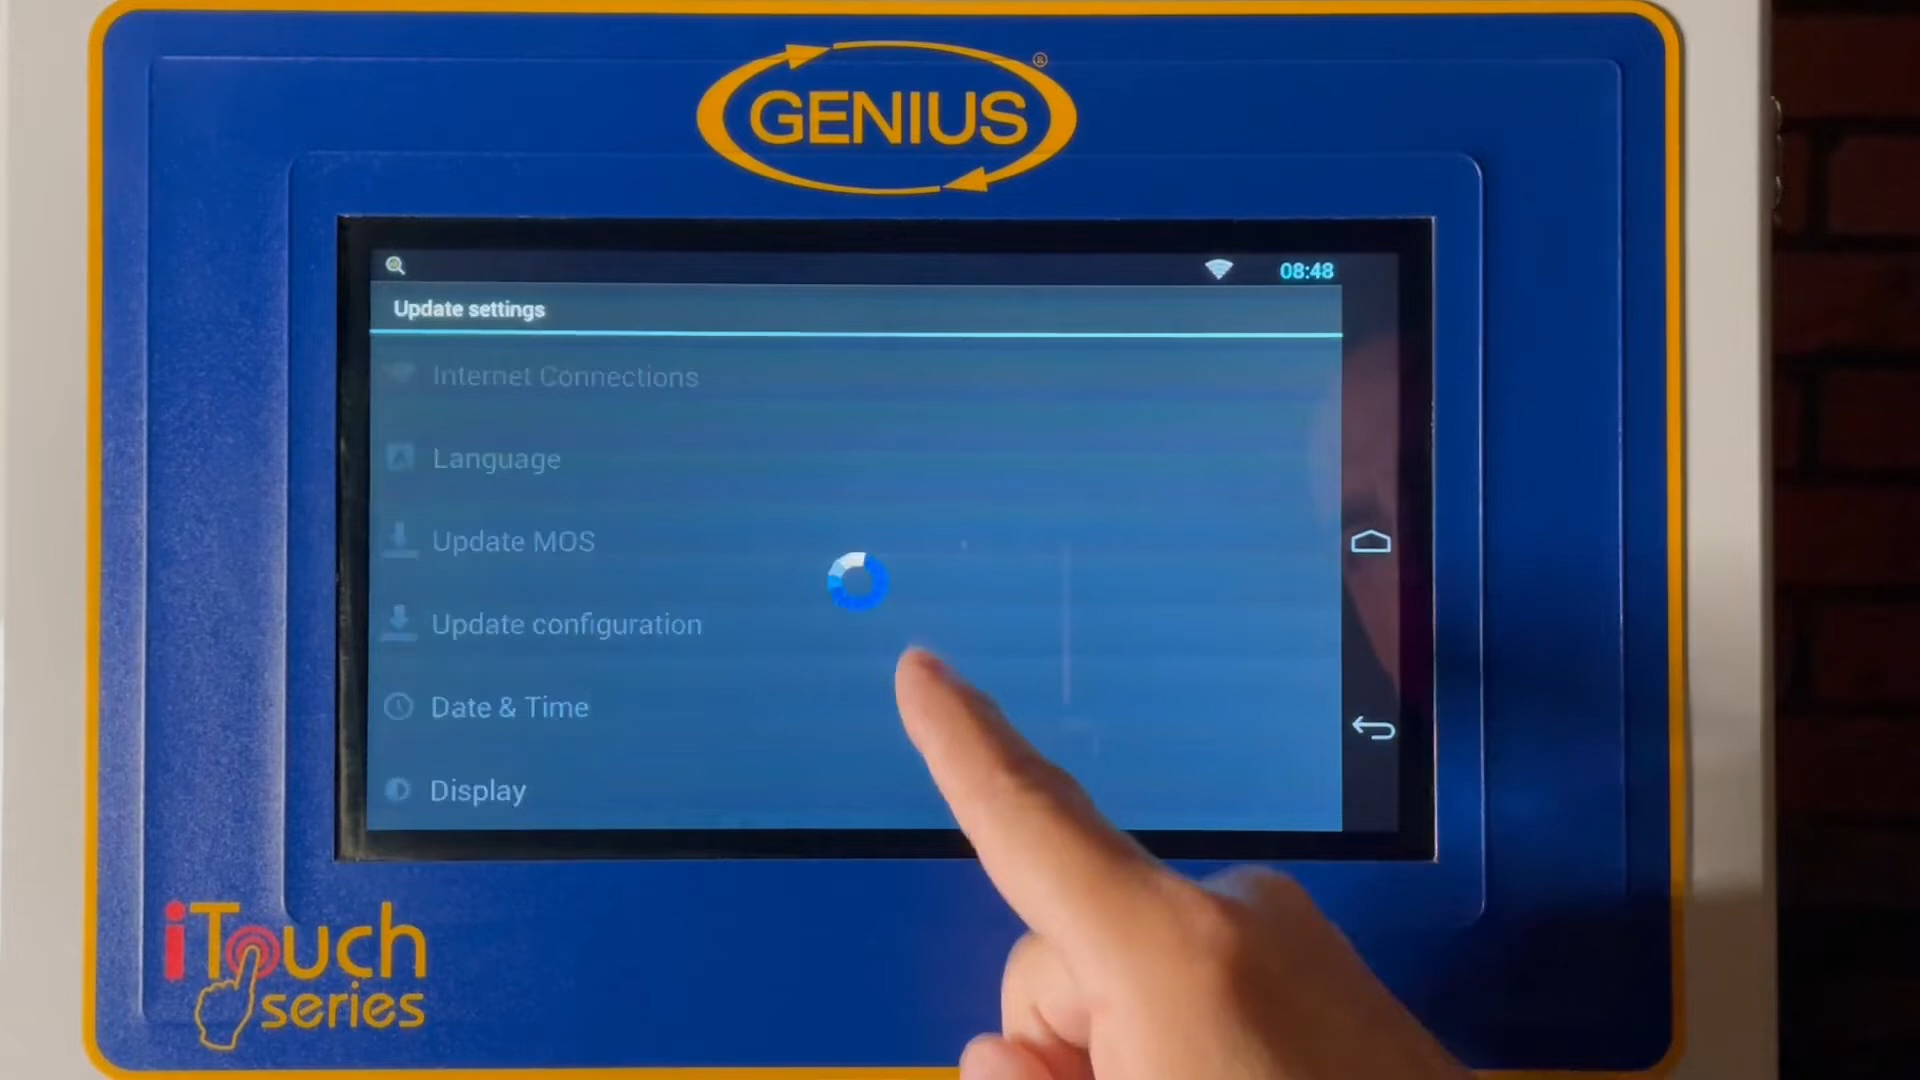 GENIUS®
08:48
Update settings
Internet Connections
Language
Update MOS
Update configuration
Date & Time
Display
iTouch
series